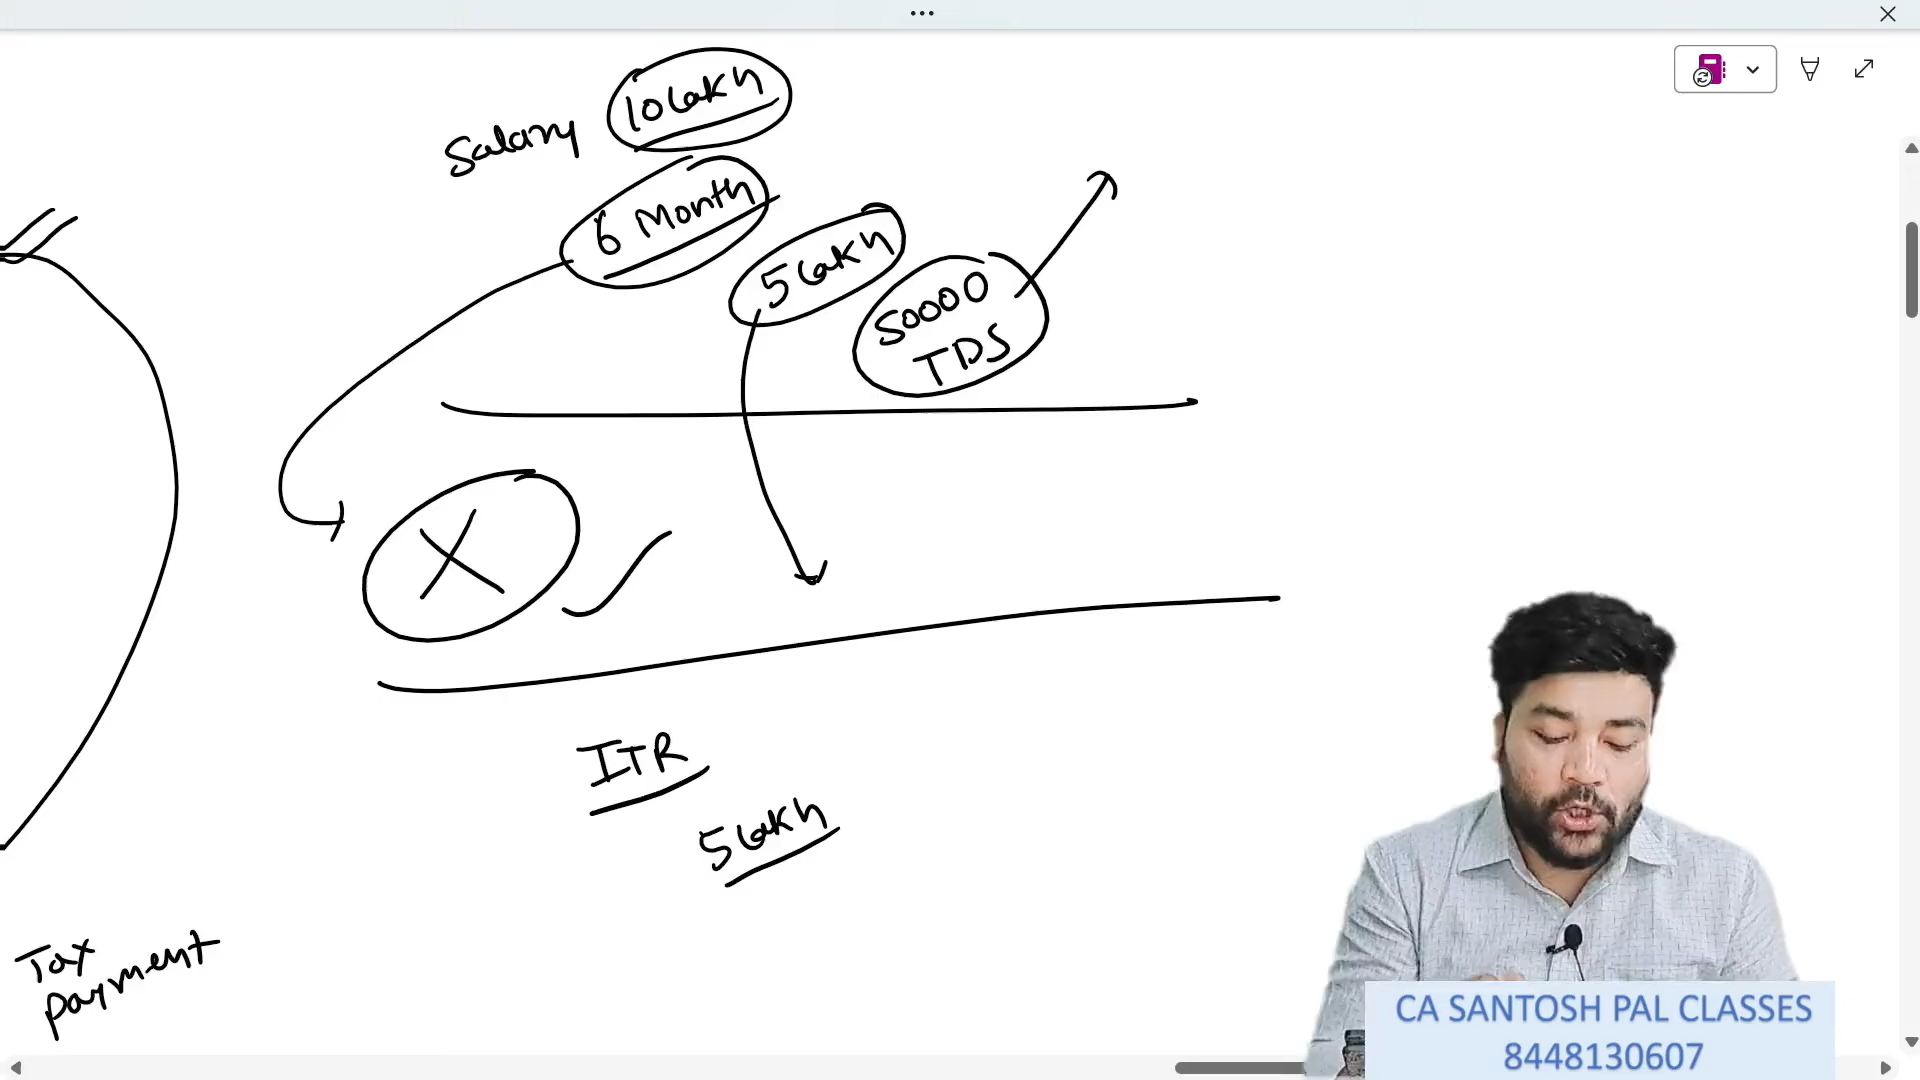 Salary 10 Lakh
6 Month
5 Lakh
50000
TDS
X
ITR
5 Lakh
Tax
payment
CA SANTOSH PAL CLASSES
8448130607